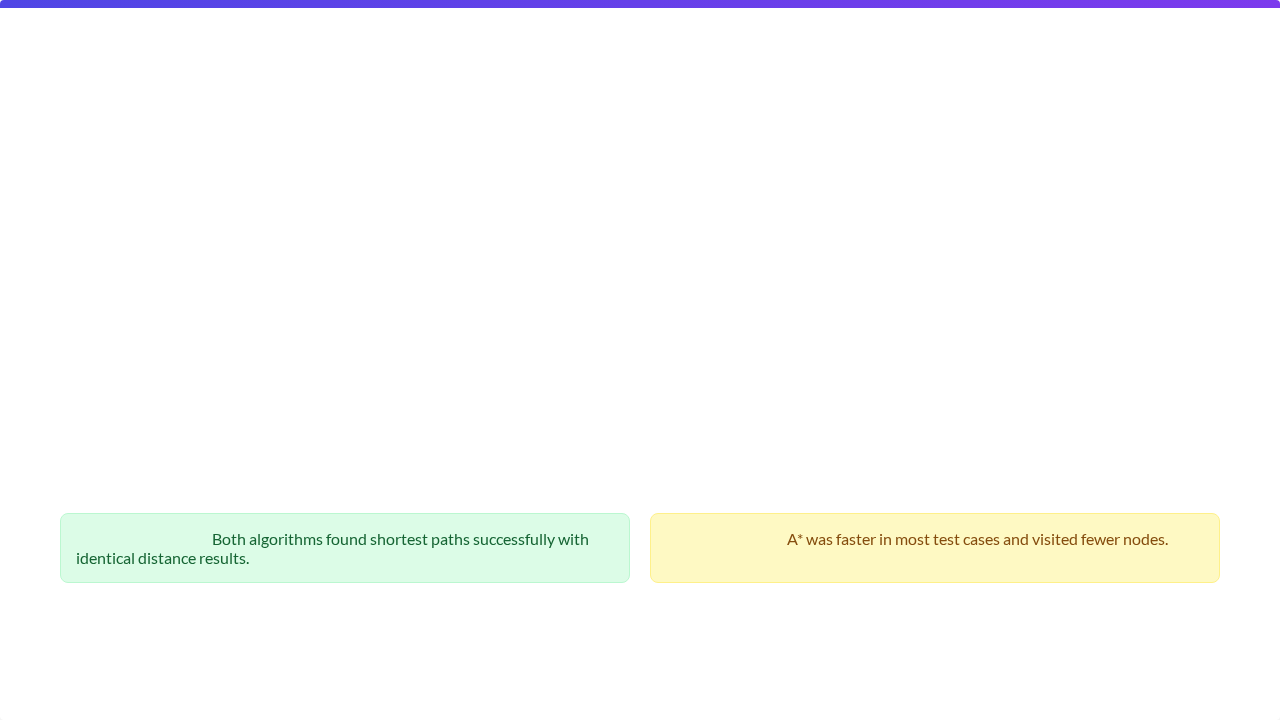 Both algorithms found shortest paths successfully with
identical distance results.
A* was faster in most test cases and visited fewer nodes.